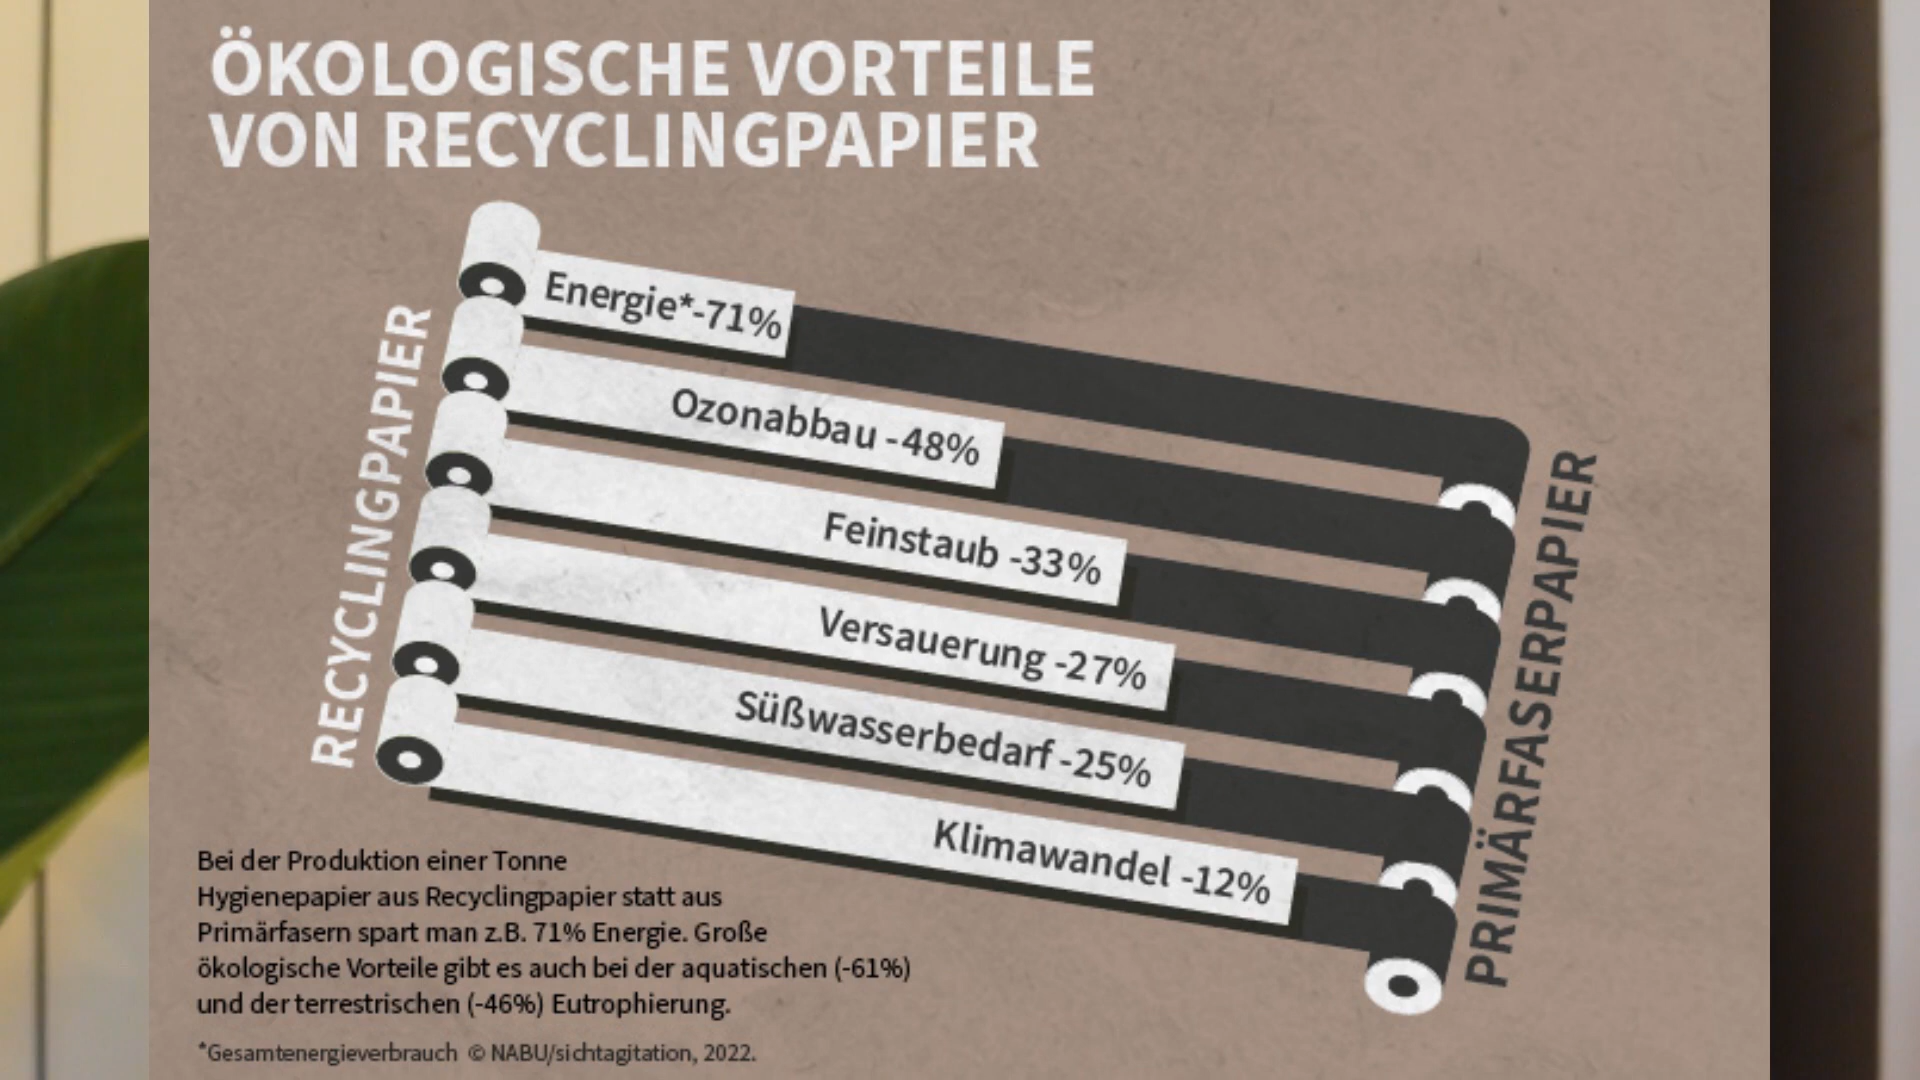 ÖKOLOGISCHE VORTEILE
VON RECYCLINGPAPIER
RECYCLINGPAPIER
Energie*-71%
Ozonabbau -48%
Feinstaub -33%
Versauerung -27%
Süßwasserbedarf -25%
Klimawandel -12%
PRIMÄRFASERPAPIER
Bei der Produktion einer Tonne
Hygienepapier aus Recyclingpapier statt aus
Primärfasern spart man z.B. 71% Energie. Große
ökologische Vorteile gibt es auch bei der aquatischen (-61%)
und der terrestrischen (-46%) Eutrophierung.
*Gesamtenergieverbrauch © NABU/sichtagitation, 2022.